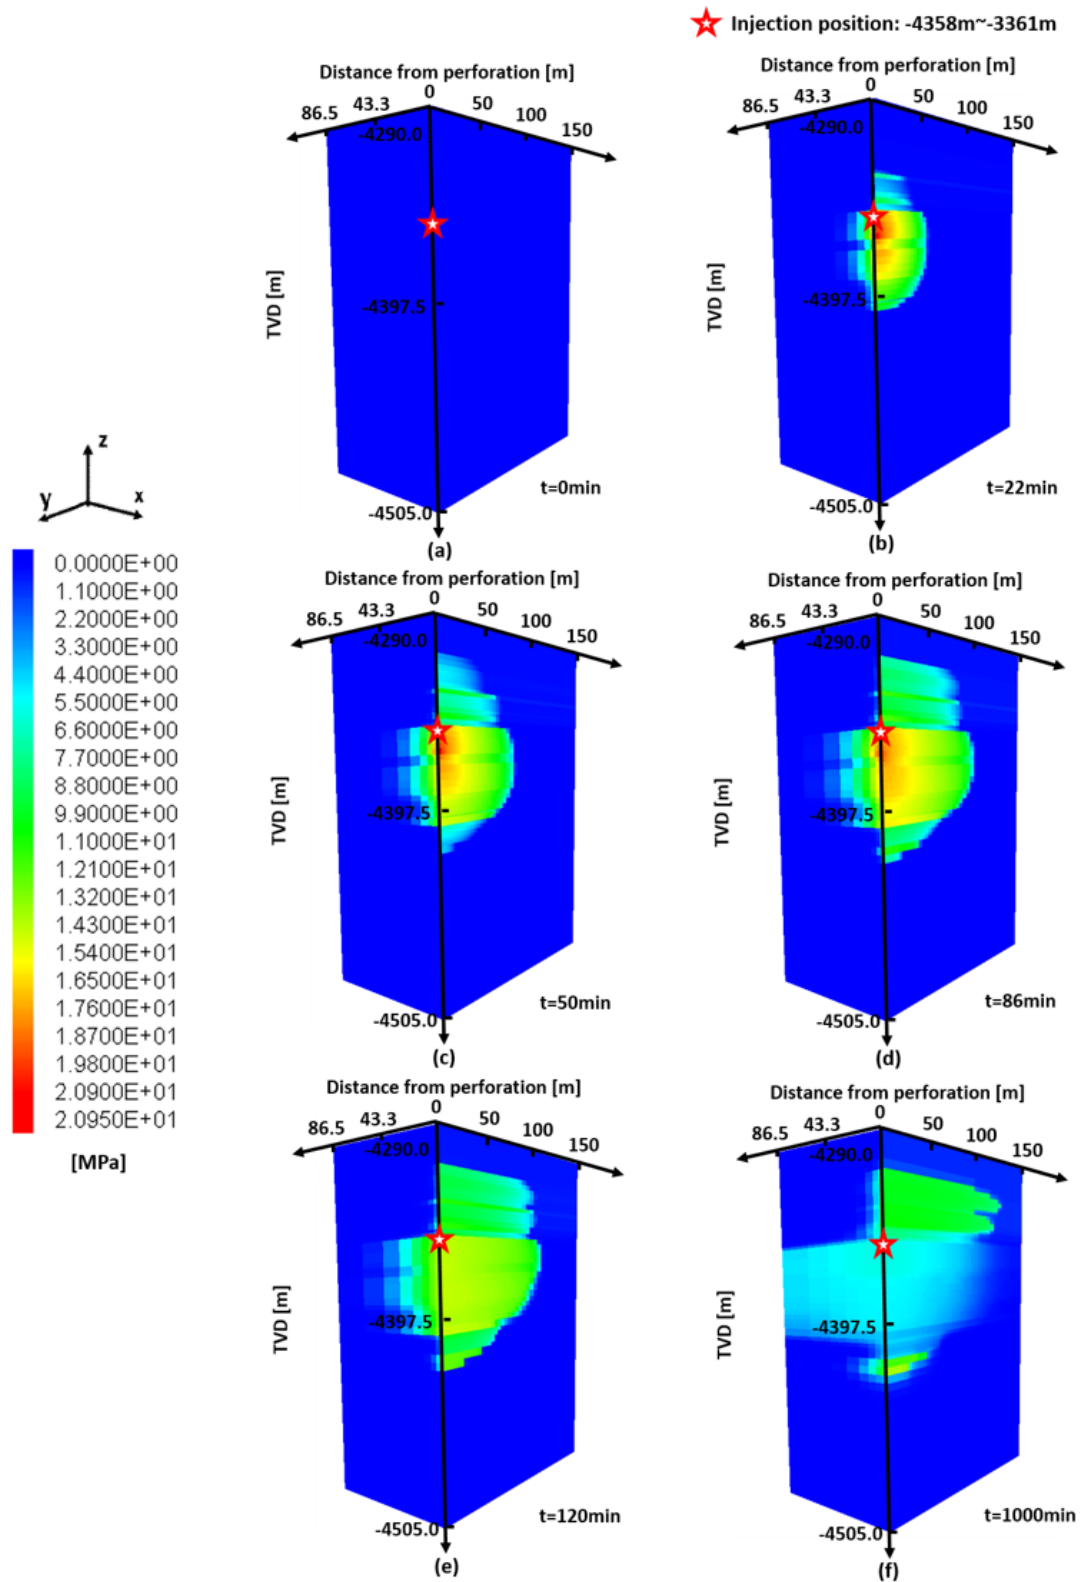 Injection position: -4358m~-3361m
Distance from perforation [m]
86.5 43.3 0 50 100 150
-4290.0
TVD [m]
-4397.5
-4505.0
t=0min
(a)
Distance from perforation [m]
86.5 43.3 0 50 100 150
-4290.0
TVD [m]
-4397.5
-4505.0
t=22min
(b)
z
y x
0.0000E+00
1.1000E+00
2.2000E+00
3.3000E+00
4.4000E+00
5.5000E+00
6.6000E+00
7.7000E+00
8.8000E+00
9.9000E+00
1.1000E+01
1.2100E+01
1.3200E+01
1.4300E+01
1.5400E+01
1.6500E+01
1.7600E+01
1.8700E+01
1.9800E+01
2.0900E+01
2.0950E+01
[MPa]
Distance from perforation [m]
86.5 43.3 0 50 100 150
-4290.0
TVD [m]
-4397.5
-4505.0
t=50min
(c)
Distance from perforation [m]
86.5 43.3 0 50 100 150
-4290.0
TVD [m]
-4397.5
-4505.0
t=86min
(d)
Distance from perforation [m]
86.5 43.3 0 50 100 150
-4290.0
TVD [m]
-4397.5
-4505.0
t=120min
(e)
Distance from perforation [m]
86.5 43.3 0 50 100 150
-4290.0
TVD [m]
-4397.5
-4505.0
t=1000min
(f)